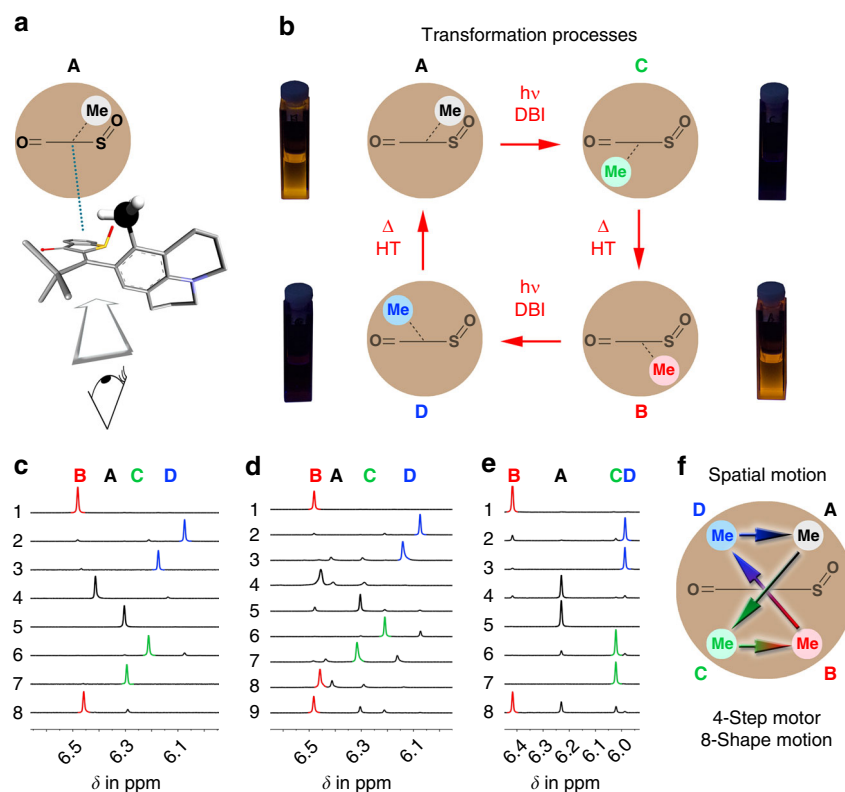 a
A
Me
O
O=
S
b
Transformation processes
A
C
Me
O=
S
O
hν
DBI
O=
S
O
Me
Δ
HT
Δ
HT
Me
O=
S
O
hν
DBI
O=
S
O
Me
D
B
c
B A C D
1
2
3
4
5
6
7
8
6.5 6.3 6.1
δ in ppm
d
B A C D
1
2
3
4
5
6
7
8
9
6.5 6.3 6.1
δ in ppm
e
B A C D
1
2
3
4
5
6
7
8
6.4 6.3 6.2 6.1 6.0
δ in ppm
f
Spatial motion
D A
Me Me
O=
S
O
Me Me
C B
4-Step motor
8-Shape motion